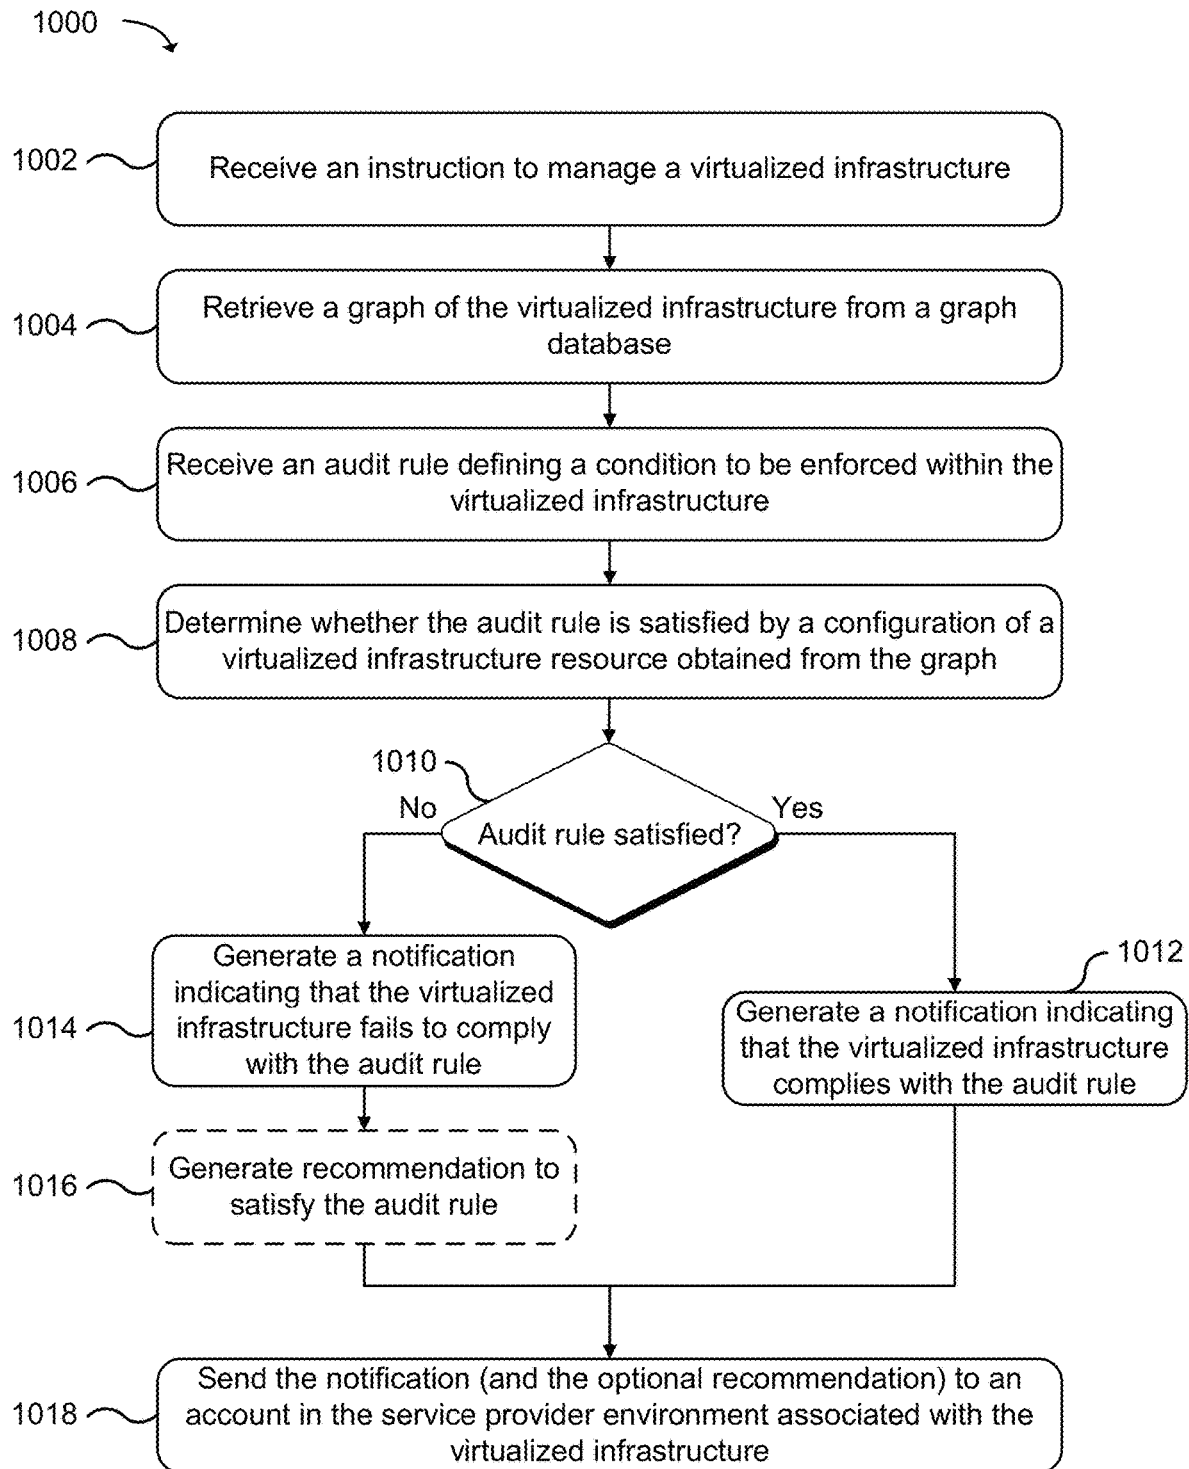 1000
1002
Receive an instruction to manage a virtualized infrastructure
1004
Retrieve a graph of the virtualized infrastructure from a graph
database
1006
Receive an audit rule defining a condition to be enforced within the
virtualized infrastructure
1008
Determine whether the audit rule is satisfied by a configuration of a
virtualized infrastructure resource obtained from the graph
1010
No
Yes
Audit rule satisfied?
1014
Generate a notification
indicating that the virtualized
infrastructure fails to comply
with the audit rule
1012
Generate a notification indicating
that the virtualized infrastructure
complies with the audit rule
1016
Generate recommendation to
satisfy the audit rule
1018
Send the notification (and the optional recommendation) to an
account in the service provider environment associated with the
virtualized infrastructure